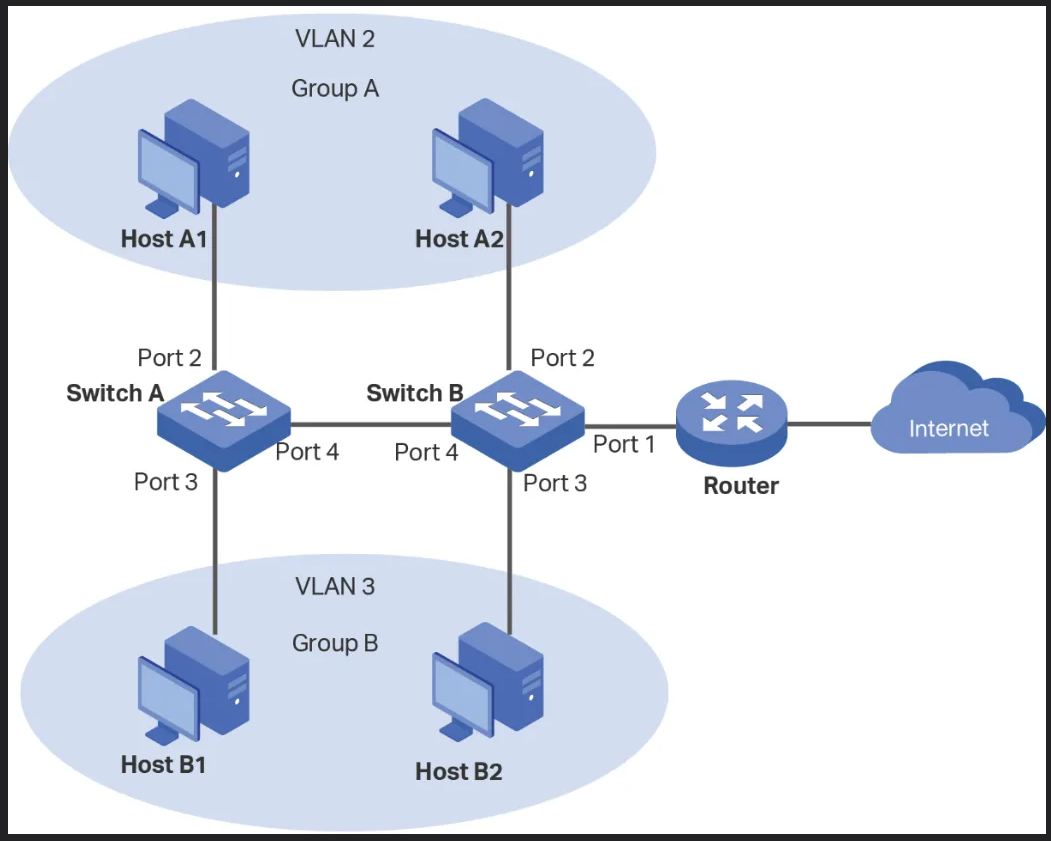 VLAN 2
Group A
Host A1
Host A2
Port 2
Port 2
Switch A
Switch B
Internet
Port 4
Port 4
Port 1
Port 3
Port 3
Router
VLAN 3
Group B
Host B1
Host B2